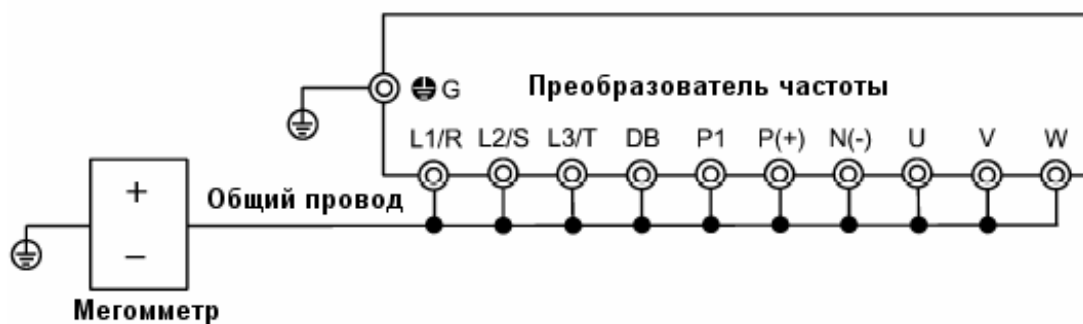 G
Преобразователь частоты
L1/R L2/S L3/T DB P1 P(+) N(-) U V W
+
Общий провод
–
Мегомметр